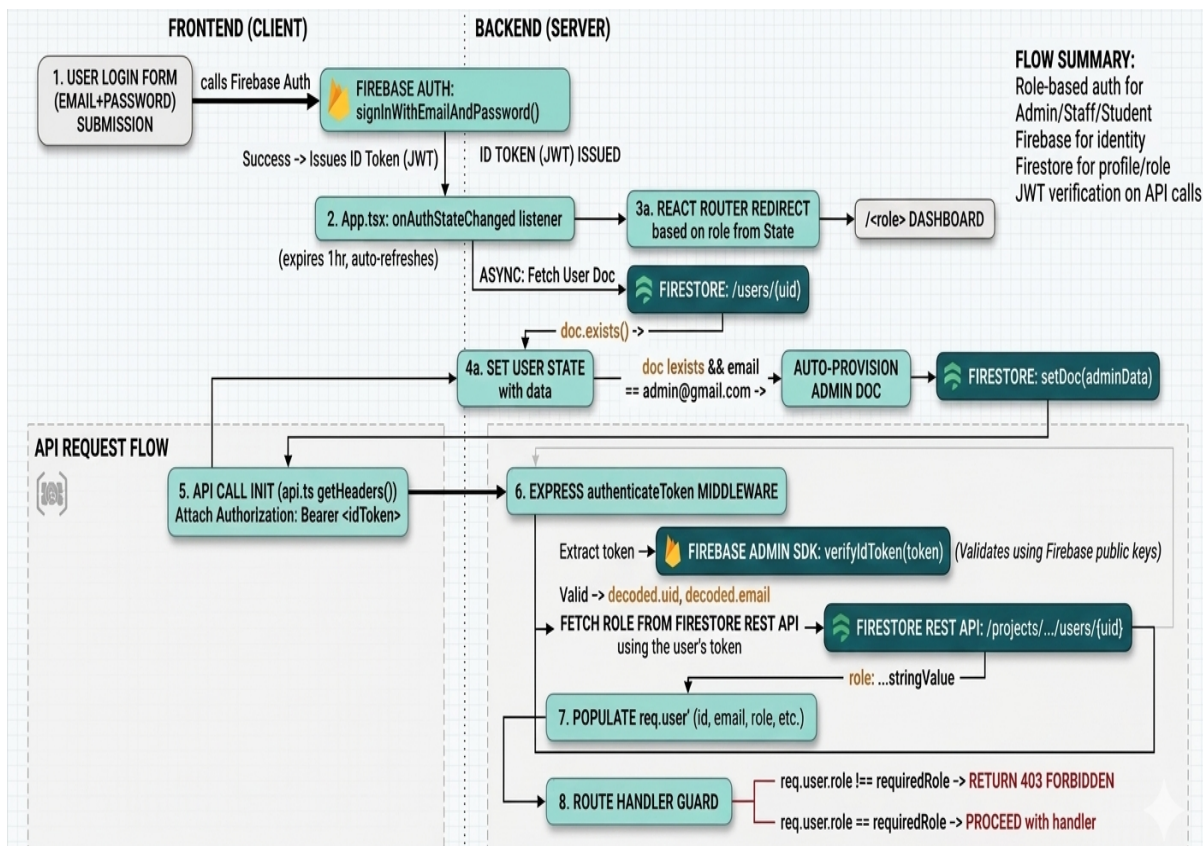 FRONTEND (CLIENT)
BACKEND (SERVER)
1. USER LOGIN FORM
(EMAIL+PASSWORD)
SUBMISSION
calls Firebase Auth
FIREBASE AUTH:
signInWithEmailAndPassword()
FLOW SUMMARY:
Role-based auth for
Admin/Staff/Student
Firebase for identity
Firestore for profile/role
JWT verification on API calls
Success -> Issues ID Token (JWT)
ID TOKEN (JWT) ISSUED
2. App.tsx: onAuthStateChanged listener
(expires 1hr, auto-refreshes)
3a. REACT ROUTER REDIRECT
based on role from State
/<role> DASHBOARD
ASYNC: Fetch User Doc
FIRESTORE: /users/{uid)
doc.exists() ->
4a. SET USER STATE
with data
doc lexists && email
== admin@gmail.com ->
AUTO-PROVISION
ADMIN DOC
FIRESTORE: setDoc(adminData)
API REQUEST FLOW
5. API CALL INIT (api.ts getHeaders())
Attach Authorization: Bearer <idToken>
6. EXPRESS authenticateToken MIDDLEWARE
Extract token
FIREBASE ADMIN SDK: verifyIdToken(token)
(Validates using Firebase public keys)
Valid -> decoded.uid, decoded.email
FETCH ROLE FROM FIRESTORE REST API
using the user's token
FIRESTORE REST API: /projects/.../users/{uid}
role: ...stringValue
7. POPULATE req.user' (id, email, role, etc.)
8. ROUTE HANDLER GUARD
req.user.role !== requiredRole -> RETURN 403 FORBIDDEN
req.user.role == requiredRole -> PROCEED with handler